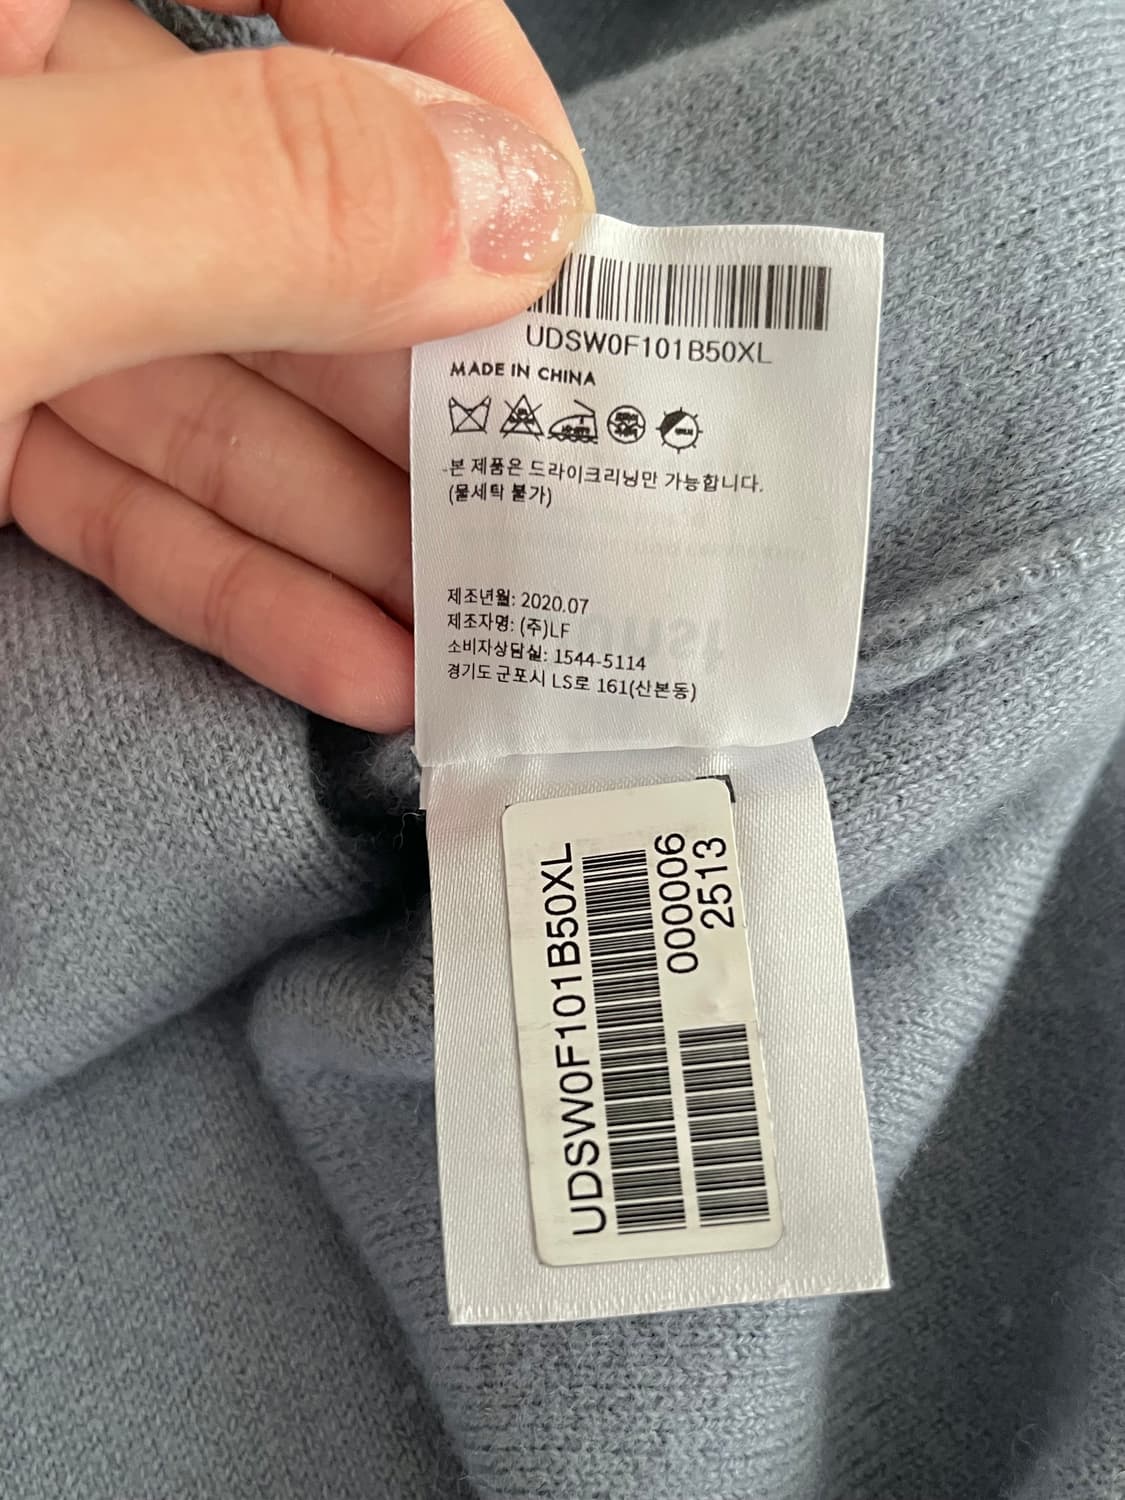 UDSW0F101B50XL
MADE IN CHINA
-본 제품은 드라이크리닝만 가능합니다.
(물세탁 불가)
제조년월: 2020.07
제조자명: (주)LF
소비자상담실: 1544-5114
경기도 군포시 LS로 161(산본동)
UDSW0F101B50XL
000006
2513